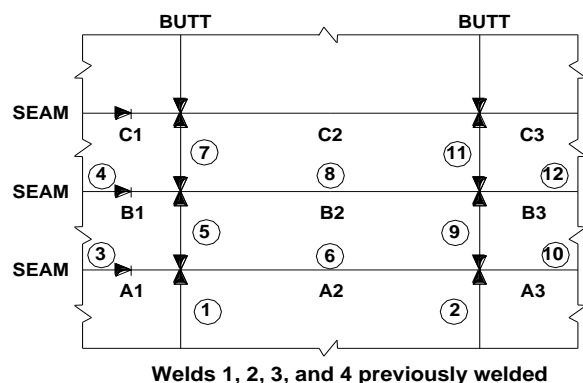 BUTT BUTT
SEAM
C1 C2 C3
7 11
4 8 12
SEAM
B1 B2 B3
5 9
3 6 10
SEAM
A1 A2 A3
1 2
Welds 1, 2, 3, and 4 previously welded